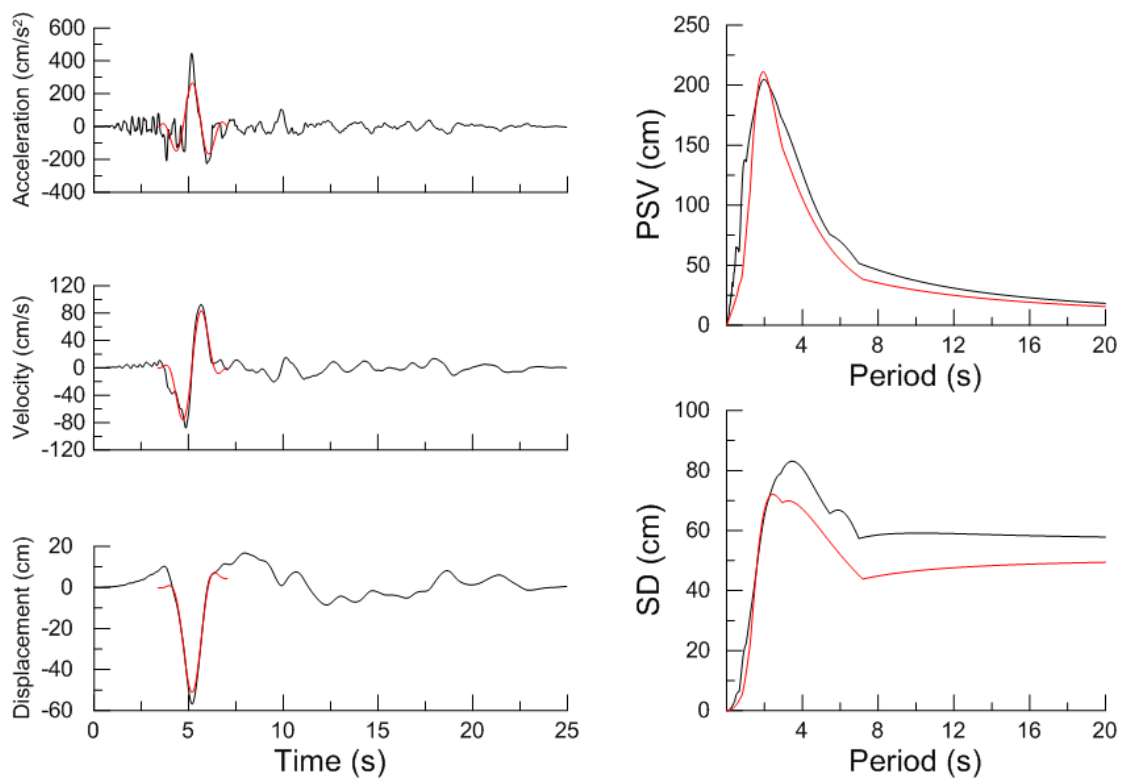 600
400
200
0
-200
-400
Acceleration (cm/s²)
120
80
40
0
-40
-80
-120
Velocity (cm/s)
20
0
-20
-40
-60
Displacement (cm)
0 5 10 15 20 25
Time (s)
250
200
150
100
50
0
PSV (cm)
4 8 12 16 20
Period (s)
100
80
60
40
20
0
SD (cm)
4 8 12 16 20
Period (s)